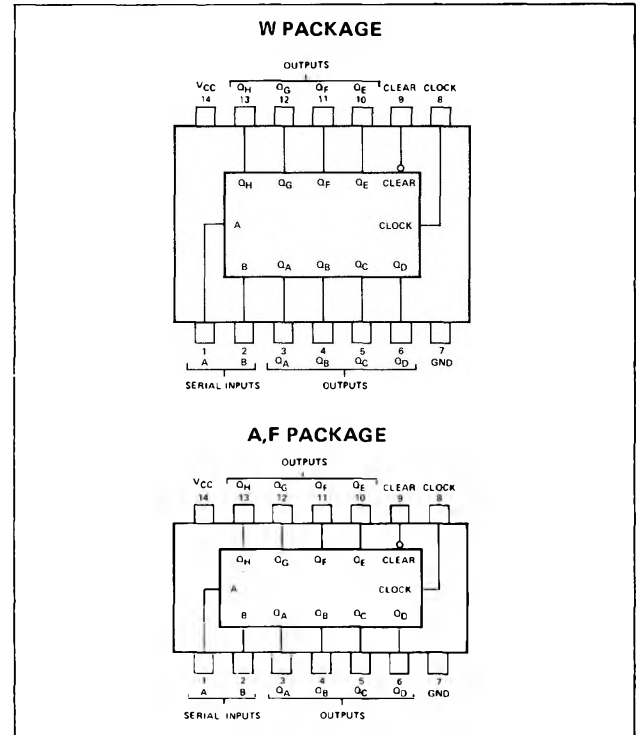 W PACKAGE
OUTPUTS
VCC QH QG QF QE CLEAR CLOCK
14 13 12 11 10 9 8
QH QG QF QE CLEAR
A
CLOCK
B QA QB QC QD
1 2 3 4 5 6 7
A B QA QB QC QD GND
SERIAL INPUTS OUTPUTS
A,F PACKAGE
OUTPUTS
VCC QH QG QF QE CLEAR CLOCK
14 13 12 11 10 9 8
QH QG QF QE CLEAR
A
CLOCK
B QA QB QC QD
1 2 3 4 5 6 7
A B QA QB QC QD GND
SERIAL INPUTS OUTPUTS